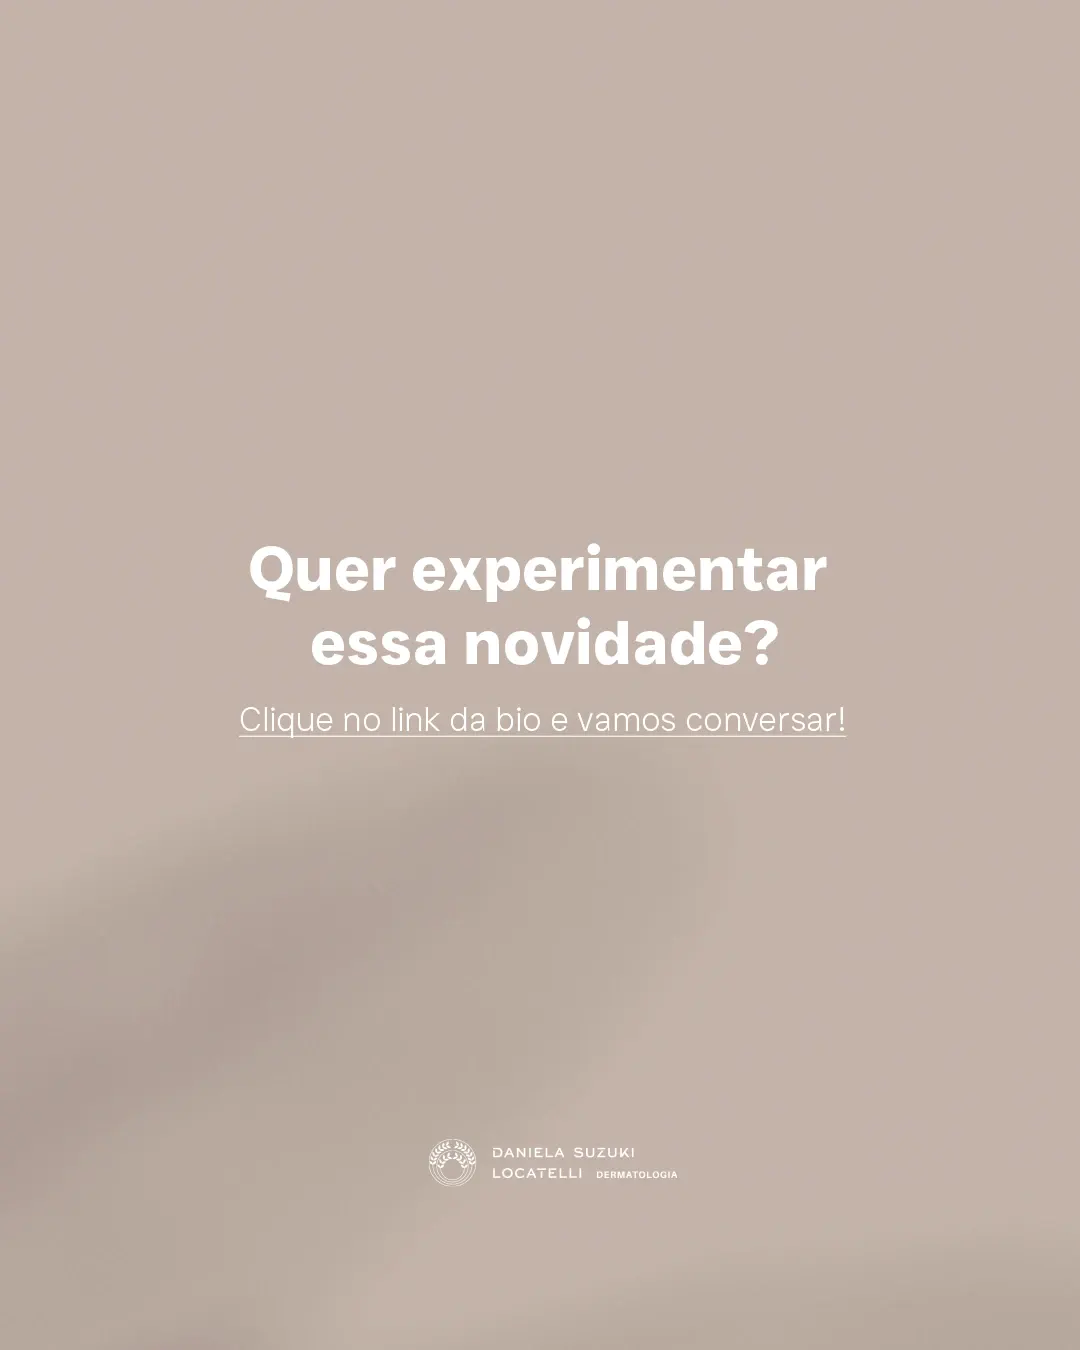 Quer experimentar
essa novidade?
Clique no link da bio e vamos conversar!
DANIELA SUZUKI
LOCATELLI DERMATOLOGIA